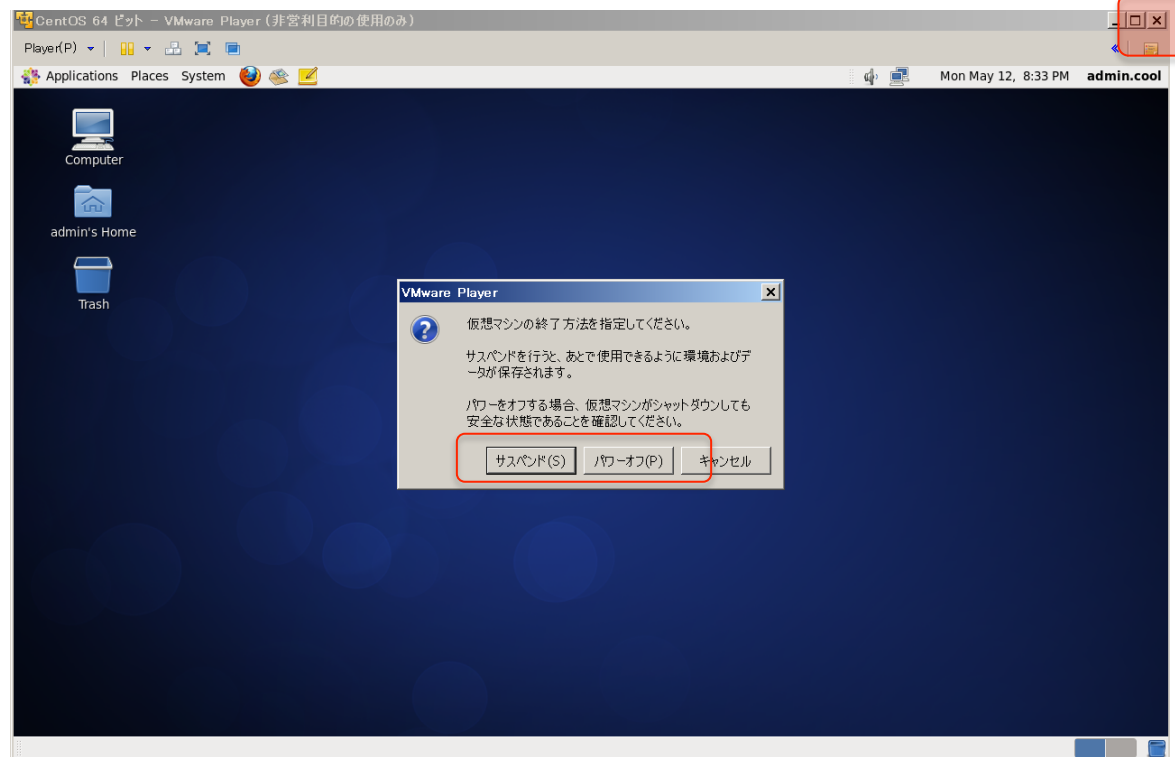 CentOS 64 ビット - VMware Player (非営利目的の使用のみ)
Player(P)
Applications Places System Mon May 12, 8:33 PM admin.cool
Computer
admin's Home
Trash
VMware Player
仮想マシンの終了方法を指定してください。
サスペンドを行うと、あとで使用できるように環境およびデ
ータが保存されます。
パワーをオフする場合、仮想マシンがシャットダウンしても
安全な状態であることを確認してください。
サスペンド(S) パワーオフ(P) キャンセル